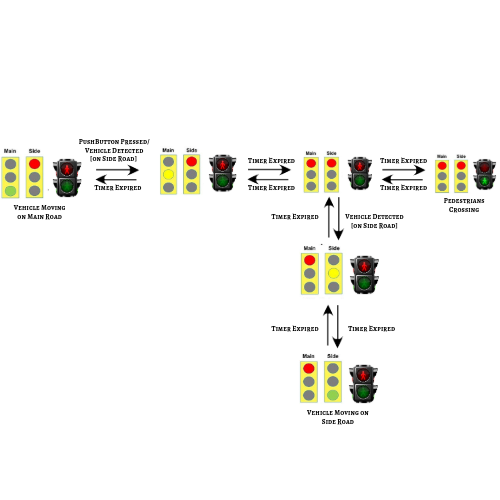 PushButton Pressed/
Vehicle Detected
[on Side Road]
Main Side
Timer Expired
Vehicle Moving
on Main Road
Main Side
Timer Expired
Timer Expired
Main Side
Timer Expired
Timer Expired
Main Side
Pedestrians
Crossing
Timer Expired
Vehicle Detected
[on Side Road]
Main Side
Timer Expired
Timer Expired
Main Side
Vehicle Moving on
Side Road